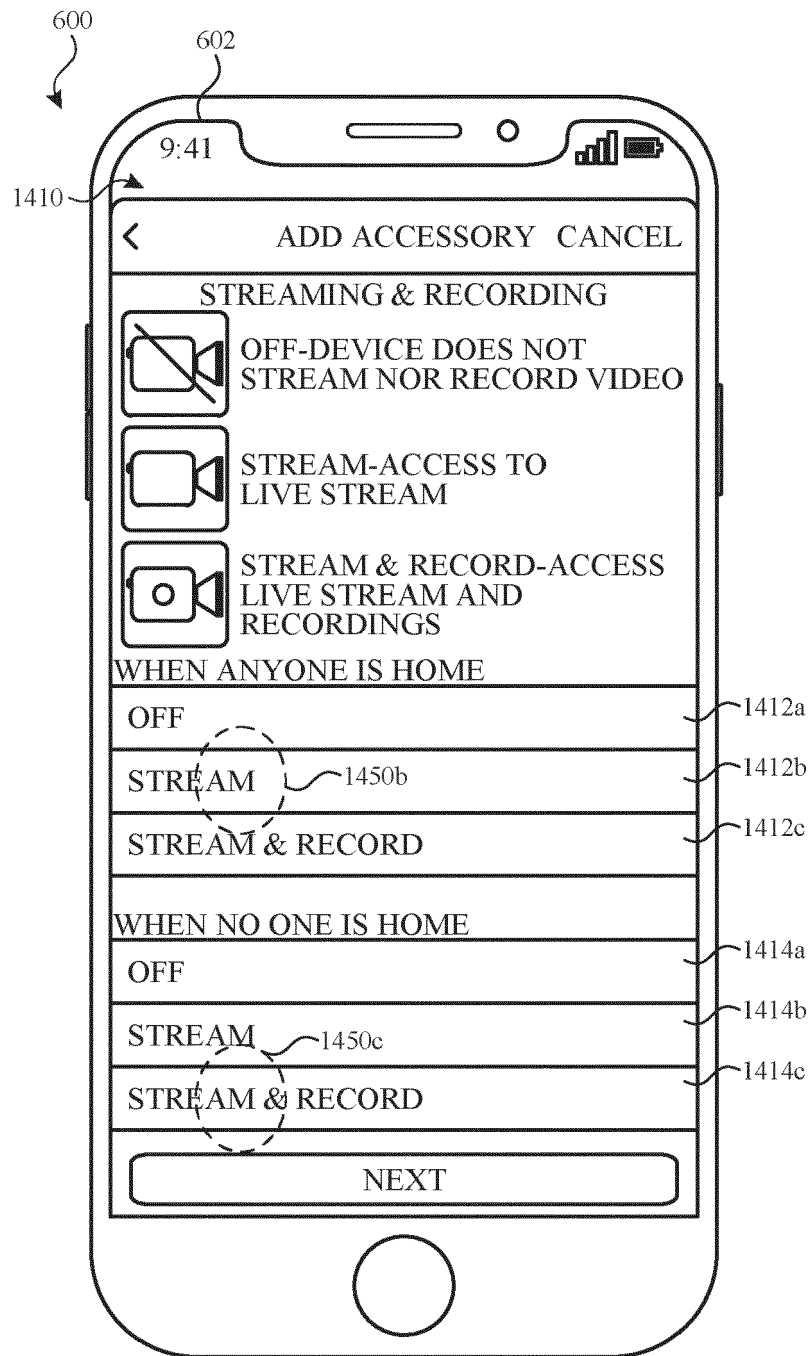 600
602
9:41
1410
< ADD ACCESSORY CANCEL
STREAMING & RECORDING
OFF-DEVICE DOES NOT
STREAM NOR RECORD VIDEO
STREAM-ACCESS TO
LIVE STREAM
STREAM & RECORD-ACCESS
LIVE STREAM AND
RECORDINGS
WHEN ANYONE IS HOME
OFF 1412a
STREAM 1450b 1412b
STREAM & RECORD 1412c
WHEN NO ONE IS HOME
OFF 1414a
STREAM 1450c 1414b
STREAM & RECORD 1414c
NEXT